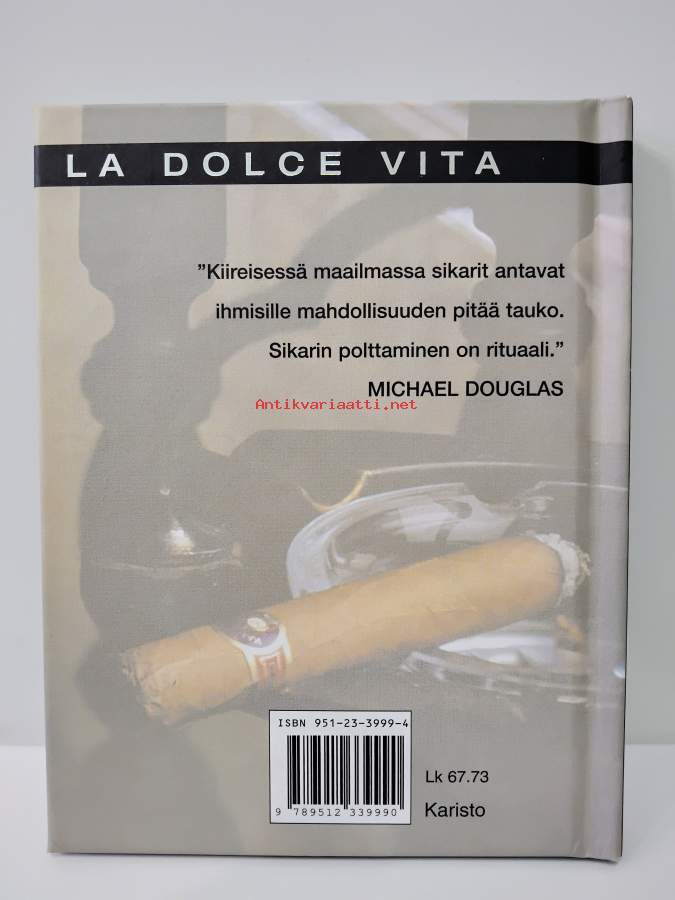 LA DOLCE VITA
”Kiireisessä maailmassa sikarit antavat
ihmisille mahdollisuuden pitää tauko.
Sikarin polttaminen on rituaali.”
MICHAEL DOUGLAS
Antikvariaatti.net
ISBN 951-23-3999-4
9 789512 339990
Lk 67.73
Karisto